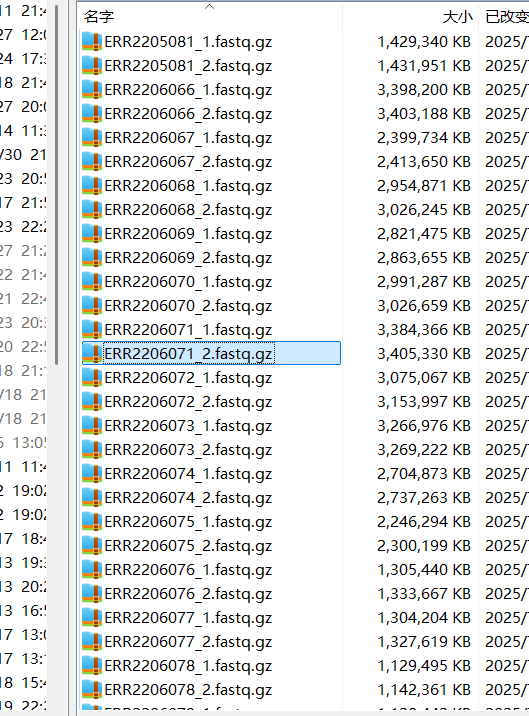 名字 大小 已改变
ERR2205081_1.fastq.gz 1,429,340 KB 2025/
ERR2205081_2.fastq.gz 1,431,951 KB 2025/
ERR2206066_1.fastq.gz 3,398,200 KB 2025/
ERR2206066_2.fastq.gz 3,403,188 KB 2025/
ERR2206067_1.fastq.gz 2,399,734 KB 2025/
ERR2206067_2.fastq.gz 2,413,650 KB 2025/
ERR2206068_1.fastq.gz 2,954,871 KB 2025/
ERR2206068_2.fastq.gz 3,026,245 KB 2025/
ERR2206069_1.fastq.gz 2,821,475 KB 2025/
ERR2206069_2.fastq.gz 2,863,655 KB 2025/
ERR2206070_1.fastq.gz 2,991,287 KB 2025/
ERR2206070_2.fastq.gz 3,026,659 KB 2025/
ERR2206071_1.fastq.gz 3,384,366 KB 2025/
ERR2206071_2.fastq.gz 3,405,330 KB 2025/
ERR2206072_1.fastq.gz 3,075,067 KB 2025/
ERR2206072_2.fastq.gz 3,153,997 KB 2025/
ERR2206073_1.fastq.gz 3,266,976 KB 2025/
ERR2206073_2.fastq.gz 3,269,222 KB 2025/
ERR2206074_1.fastq.gz 2,704,873 KB 2025/
ERR2206074_2.fastq.gz 2,737,263 KB 2025/
ERR2206075_1.fastq.gz 2,246,294 KB 2025/
ERR2206075_2.fastq.gz 2,300,199 KB 2025/
ERR2206076_1.fastq.gz 1,305,440 KB 2025/
ERR2206076_2.fastq.gz 1,333,667 KB 2025/
ERR2206077_1.fastq.gz 1,304,204 KB 2025/
ERR2206077_2.fastq.gz 1,327,619 KB 2025/
ERR2206078_1.fastq.gz 1,129,495 KB 2025/
ERR2206078_2.fastq.gz 1,142,361 KB 2025/